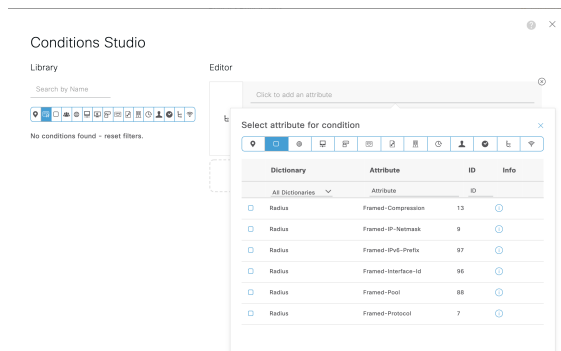 Conditions Studio
Library
Search by Name
No conditions found - reset filters.
Editor
Click to add an attribute
Select attribute for condition
Dictionary Attribute ID Info
All Dictionaries Attribute ID
Radius Framed-Compression 13
Radius Framed-IP-Netmask 9
Radius Framed-IPv6-Prefix 97
Radius Framed-Interface-Id 96
Radius Framed-Pool 88
Radius Framed-Protocol 7